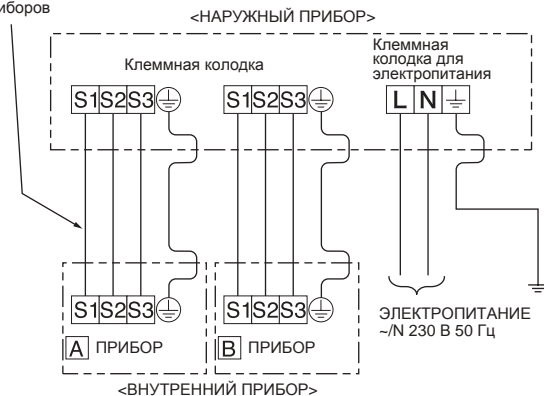 иборов
<НАРУЖНЫЙ ПРИБОР>
Клеммная колодка
Клеммная
колодка для
электропитания
S1 S2 S3
S1 S2 S3
L N
S1 S2 S3
S1 S2 S3
A ПРИБОР
B ПРИБОР
ЭЛЕКТРОПИТАНИЕ
~/N 230 В 50 Гц
<ВНУТРЕННИЙ ПРИБОР>